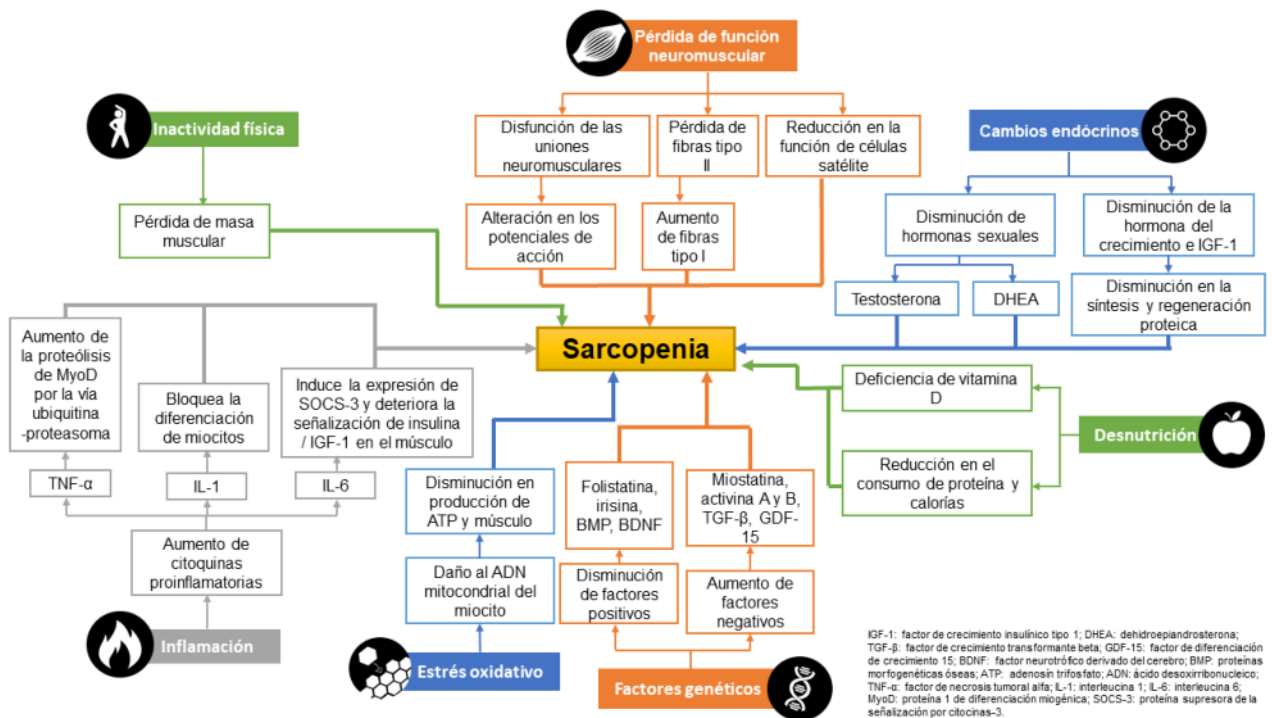 Pérdida de función
neuromuscular
Inactividad física
Disfunción de las
uniones
neuromusculares
Pérdida de
fibras tipo
II
Reducción en la
función de células
satélite
Cambios endócrinos
Pérdida de masa
muscular
Alteración en los
potenciales de
acción
Aumento
de fibras
tipo I
Disminución de
hormonas sexuales
Disminución de la
hormona del
crecimiento e IGF-1
Testosterona
DHEA
Disminución en la
síntesis y regeneración
proteica
Sarcopenia
Aumento de
la proteólisis
de MyoD
por la vía
ubiquitina
-proteasoma
Bloquea la
diferenciación
de miocitos
Induce la expresión de
SOCS-3 y deteriora la
señalización de insulina
/ IGF-1 en el músculo
TNF-α
IL-1
IL-6
Aumento de
citoquinas
proinflamatorias
Inflamación
Deficiencia de vitamina
D
Desnutrición
Reducción en el
consumo de proteína y
calorías
Disminución en
producción de
ATP y músculo
Daño al ADN
mitocondrial del
miocito
Estrés oxidativo
Folistatina,
irisina,
BMP, BDNF
Miostatina,
activina A y B,
TGF-β, GDF-
15
Disminución
de factores
positivos
Aumento de
factores
negativos
Factores genéticos
IGF-1: factor de crecimiento insulínico tipo 1; DHEA: dehidroepiandrosterona;
TGF-β: factor de crecimiento transformante beta; GDF-15: factor de diferenciación
de crecimiento 15; BDNF: factor neurotrófico derivado del cerebro; BMP: proteínas
morfogenéticas óseas; ATP: adenosín trifosfato; ADN: ácido desoxirribonucleico;
TNF-α: factor de necrosis tumoral alfa; IL-1: interleucina 1; IL-6: interleucina 6;
MyoD: proteína 1 de diferenciación miogénica; SOCS-3: proteína supresora de la
señalización por citocinas-3.